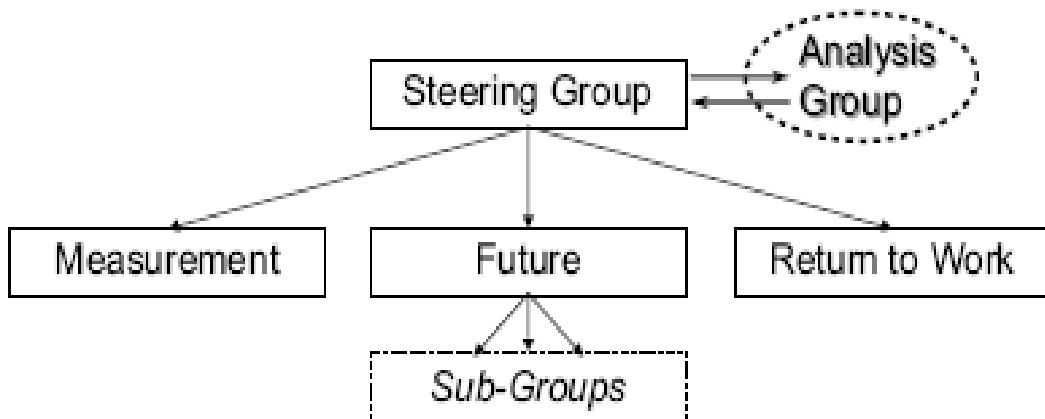 Analysis
Group
Steering Group
Measurement
Future
Return to Work
Sub-Groups